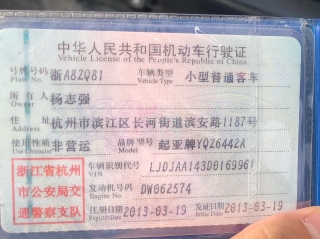 中华人民共和国机动车行驶证
Vehicle License of the People's Republic of China
号牌号码 浙A8ZQ81 车辆类型 小型普通客车
Plate No. Vehicle Type
所有人 杨志强
Owner
住址 杭州市滨江区长河街道滨安路1187号
Address
使用性质 非营运 品牌型号 起亚牌YQZ6442A
Use Character Model
浙江省杭州
市公安局交
通警察支队
车辆识别代号 LJDJAA143D0169961
VIN
发动机号码 DW062574
Engine No.
注册日期 2013-03-19 发证日期 2013-03-19
Register Date Issue Date